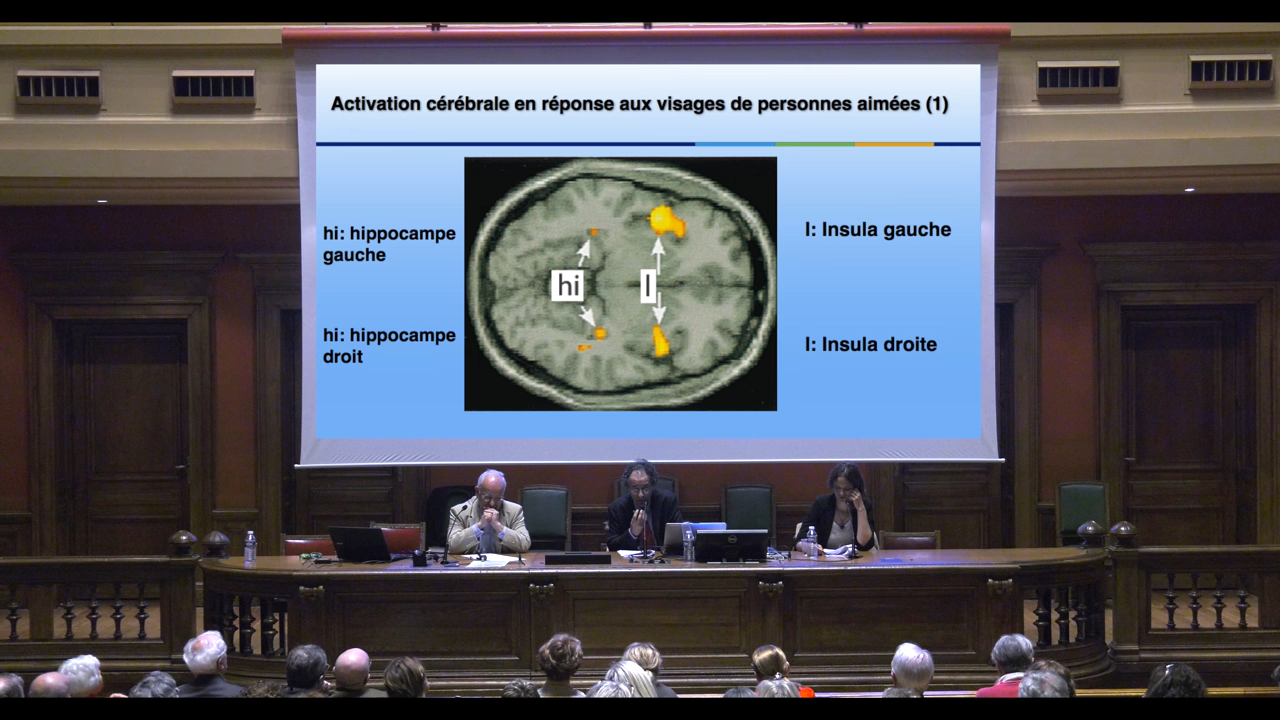 Activation cérébrale en réponse aux visages de personnes aimées (1)
hi: hippocampe
gauche
hi: hippocampe
droit
hi
I
I: Insula gauche
I: Insula droite